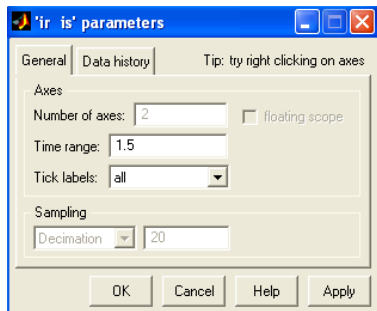 'ir is' parameters
General Data history Tip: try right clicking on axes
Axes
Number of axes: 2 floating scope
Time range: 1.5
Tick labels: all
Sampling
Decimation 20
OK Cancel Help Apply